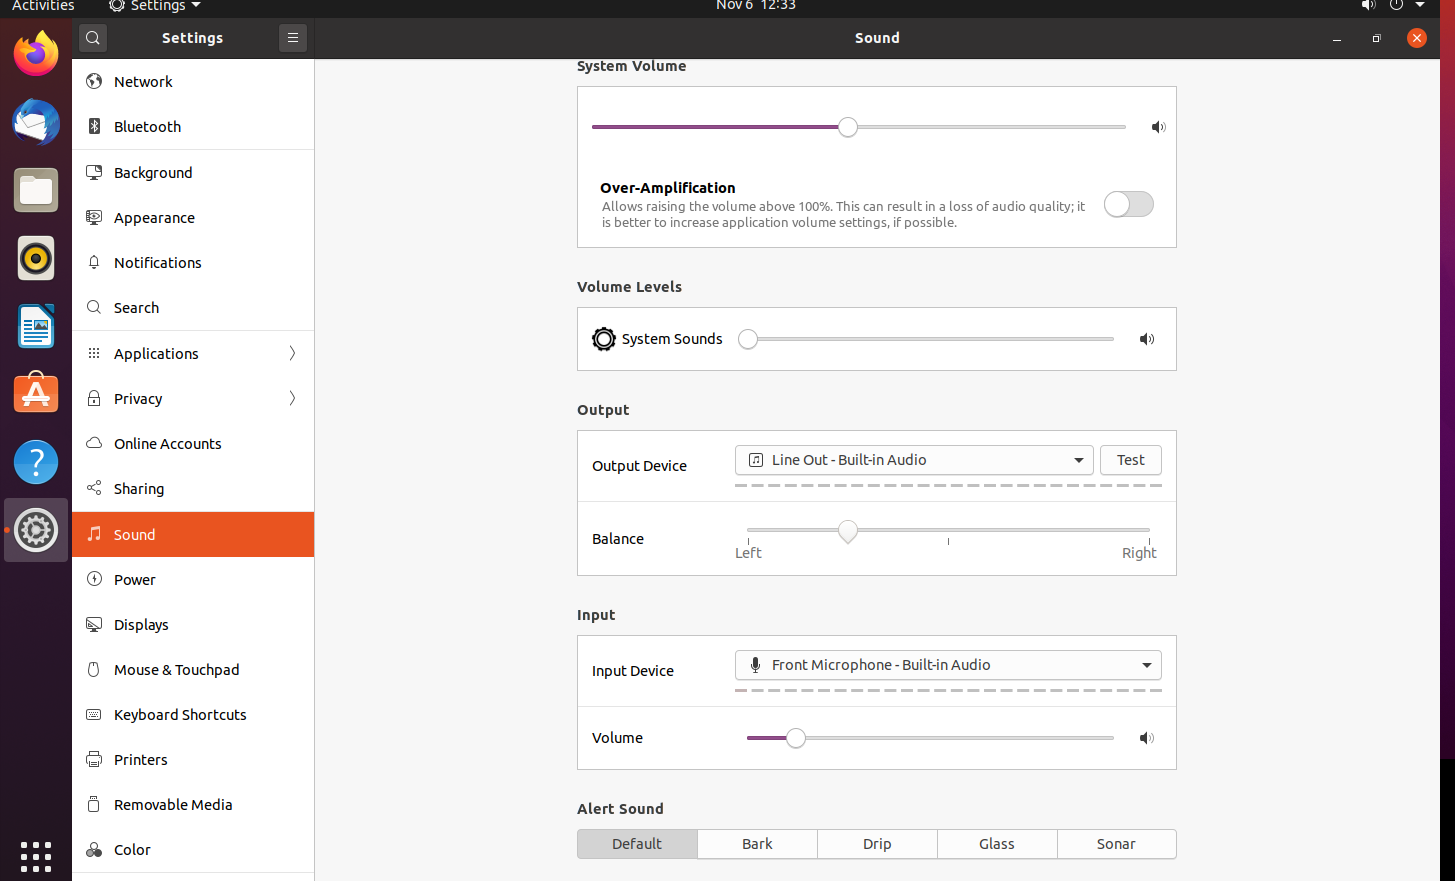 Activities
Settings
Nov 6 12:33
Settings
Sound
Network
Bluetooth
Background
Appearance
Notifications
Search
Applications
Privacy
Online Accounts
Sharing
Sound
Power
Displays
Mouse & Touchpad
Keyboard Shortcuts
Printers
Removable Media
Color
System Volume
Over-Amplification
Allows raising the volume above 100%. This can result in a loss of audio quality; it
is better to increase application volume settings, if possible.
Volume Levels
System Sounds
Output
Output Device
Line Out - Built-in Audio
Test
Balance
Left
Right
Input
Input Device
Front Microphone - Built-in Audio
Volume
Alert Sound
Default
Bark
Drip
Glass
Sonar